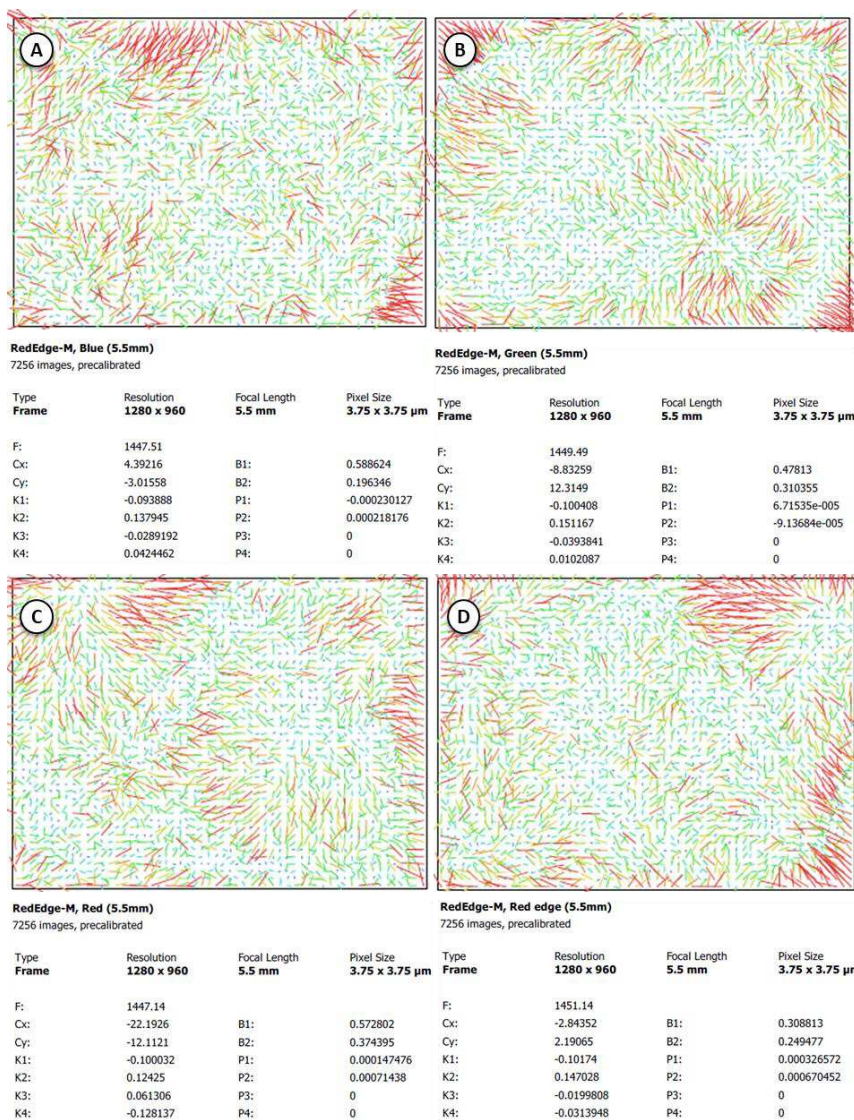 A
B
RedEdge-M, Blue (5.5mm)
7256 images, precalibrated
Type Resolution Focal Length Pixel Size
Frame 1280 x 960 5.5 mm 3.75 x 3.75 µm
F: 1447.51
Cx: 4.39216 B1: 0.588624
Cy: -3.01558 B2: 0.196346
K1: -0.093888 P1: -0.000230127
K2: 0.137945 P2: 0.000218176
K3: -0.0289192 P3: 0
K4: 0.0424462 P4: 0
RedEdge-M, Green (5.5mm)
7256 images, precalibrated
Type Resolution Focal Length Pixel Size
Frame 1280 x 960 5.5 mm 3.75 x 3.75 µm
F: 1449.49
Cx: -8.83259 B1: 0.47813
Cy: 12.3149 B2: 0.310355
K1: -0.100408 P1: 6.71535e-005
K2: 0.151167 P2: -9.13684e-005
K3: -0.0393841 P3: 0
K4: 0.0102087 P4: 0
C
D
RedEdge-M, Red (5.5mm)
7256 images, precalibrated
Type Resolution Focal Length Pixel Size
Frame 1280 x 960 5.5 mm 3.75 x 3.75 µm
F: 1447.14
Cx: -22.1926 B1: 0.572802
Cy: -12.1121 B2: 0.374395
K1: -0.100032 P1: 0.000147476
K2: 0.12425 P2: 0.00071438
K3: 0.061306 P3: 0
K4: -0.128137 P4: 0
RedEdge-M, Red edge (5.5mm)
7256 images, precalibrated
Type Resolution Focal Length Pixel Size
Frame 1280 x 960 5.5 mm 3.75 x 3.75 µm
F: 1451.14
Cx: -2.84352 B1: 0.308813
Cy: 2.19065 B2: 0.249477
K1: -0.10174 P1: 0.000326572
K2: 0.147028 P2: 0.000670452
K3: -0.0199808 P3: 0
K4: -0.0313948 P4: 0